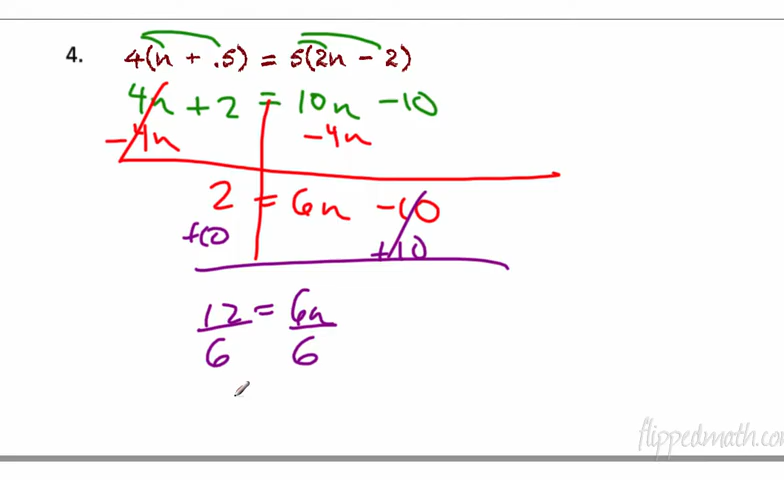 4. 4(n + .5) = 5(2n - 2)
4n + 2 = 10n - 10
-4n -4n
2 = 6n - 10
+10 +10
12 = 6n
6 6
flippedmath.com